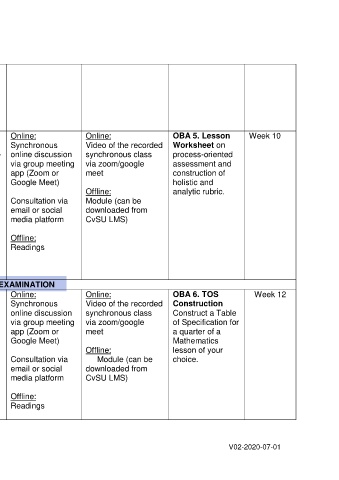 Online:
Synchronous
online discussion
via group meeting
app (Zoom or
Google Meet)
Consultation via
email or social
media platform
Offline:
Readings
Online:
Video of the recorded
synchronous class
via zoom/google
meet
Offline:
Module (can be
downloaded from
CvSU LMS)
OBA 5. Lesson
Worksheet on
process-oriented
assessment and
construction of
holistic and
analytic rubric.
Week 10
EXAMINATION
Online:
Synchronous
online discussion
via group meeting
app (Zoom or
Google Meet)
Consultation via
email or social
media platform
Offline:
Readings
Online:
Video of the recorded
synchronous class
via zoom/google
meet
Offline:
Module (can be
downloaded from
CvSU LMS)
OBA 6. TOS
Construction
Construct a Table
of Specification for
a quarter of a
Mathematics
lesson of your
choice.
Week 12
V02-2020-07-01